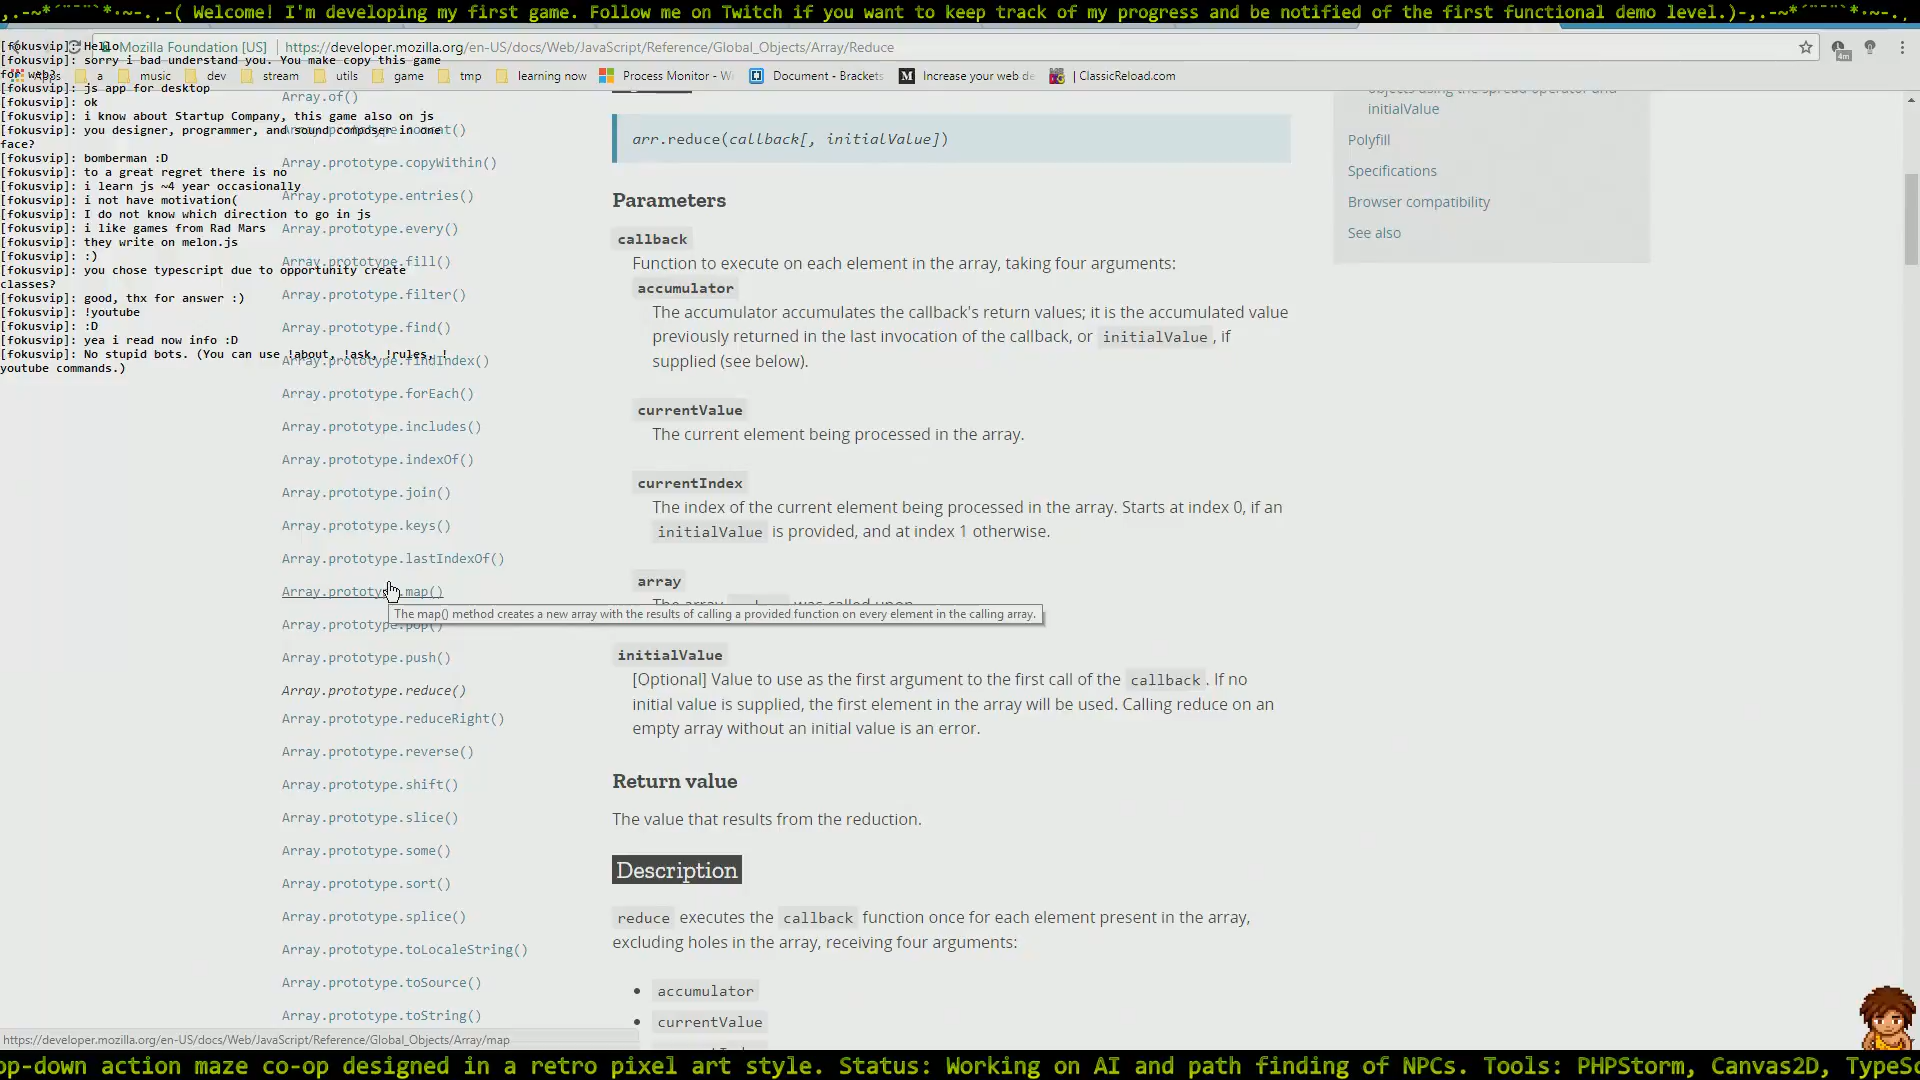 ,.-~*´¨¯¨`*·~-.¸-( Welcome! I'm developing my first game. Follow me on Twitch if you want to keep track of my progress and be notified of the first functional demo level.)-,.-~*´¨¯¨`*·~-.¸
Mozilla Foundation [US] https://developer.mozilla.org/en-US/docs/Web/JavaScript/Reference/Global_Objects/Array/Reduce
4m
Apps a music dev stream utils game tmp learning now Process Monitor - W Document - Brackets Increase your web de ClassicReload.com
[fokusvip]: Hello
[fokusvip]: sorry i bad understand you. You make copy this game
for web?
[fokusvip]: js app for desktop
[fokusvip]: ok
[fokusvip]: i know about Startup Company, this game also on js
[fokusvip]: you designer, programmer, and sound composer in one
face?
[fokusvip]: bomberman :D
[fokusvip]: to a great regret there is no
[fokusvip]: i learn js ~4 year occasionally
[fokusvip]: i not have motivation(
[fokusvip]: I do not know which direction to go in js
[fokusvip]: i like games from Rad Mars
[fokusvip]: they write on melon.js
[fokusvip]: :)
[fokusvip]: you chose typescript due to opportunity create
classes?
[fokusvip]: good, thx for answer :)
[fokusvip]: !youtube
[fokusvip]: :D
[fokusvip]: yea i read now info :D
[fokusvip]: No stupid bots. (You can use !about, !ask, !rules, !
youtube commands.)
Array.of()
Array.prototype.concat()
Array.prototype.copyWithin()
Array.prototype.entries()
Array.prototype.every()
Array.prototype.fill()
Array.prototype.filter()
Array.prototype.find()
Array.prototype.findIndex()
Array.prototype.forEach()
Array.prototype.includes()
Array.prototype.indexOf()
Array.prototype.join()
Array.prototype.keys()
Array.prototype.lastIndexOf()
Array.prototype.map()
The map() method creates a new array with the results of calling a provided function on every element in the calling array.
Array.prototype.pop()
Array.prototype.push()
Array.prototype.reduce()
Array.prototype.reduceRight()
Array.prototype.reverse()
Array.prototype.shift()
Array.prototype.slice()
Array.prototype.some()
Array.prototype.sort()
Array.prototype.splice()
Array.prototype.toLocaleString()
Array.prototype.toSource()
Array.prototype.toString()
https://developer.mozilla.org/en-US/docs/Web/JavaScript/Reference/Global_Objects/Array/map
arr.reduce(callback[, initialValue])
Parameters
callback
Function to execute on each element in the array, taking four arguments:
accumulator
The accumulator accumulates the callback's return values; it is the accumulated value
previously returned in the last invocation of the callback, or initialValue, if
supplied (see below).
currentValue
The current element being processed in the array.
currentIndex
The index of the current element being processed in the array. Starts at index 0, if an
initialValue is provided, and at index 1 otherwise.
array
The array was called upon.
initialValue
[Optional] Value to use as the first argument to the first call of the callback. If no
initial value is supplied, the first element in the array will be used. Calling reduce on an
empty array without an initial value is an error.
Return value
The value that results from the reduction.
Description
reduce executes the callback function once for each element present in the array,
excluding holes in the array, receiving four arguments:
• accumulator
• currentValue
objects using the spread operator and
initialValue
Polyfill
Specifications
Browser compatibility
See also
op-down action maze co-op designed in a retro pixel art style. Status: Working on AI and path finding of NPCs. Tools: PHPStorm, Canvas2D, TypeSc